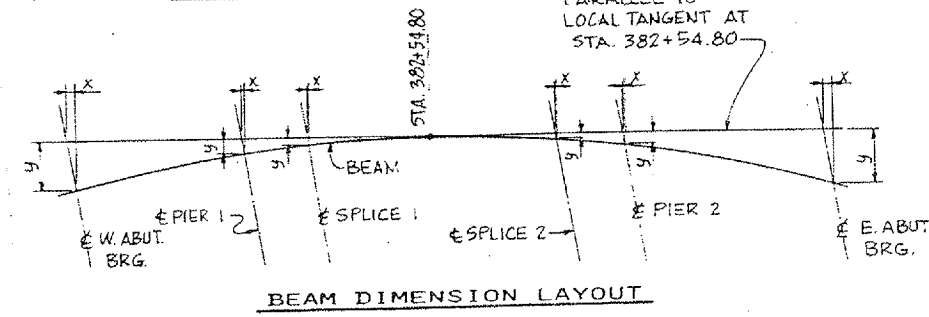 PARALLEL TO
LOCAL TANGENT AT
STA. 382+54.80
STA. 382+54.80
X
X
X
X
X
X
y
y
y
y
y
y
BEAM
℄ PIER 1
℄ SPLICE 1
℄ SPLICE 2
℄ PIER 2
℄ W. ABUT.
BRG.
℄ E. ABUT.
BRG.
BEAM DIMENSION LAYOUT